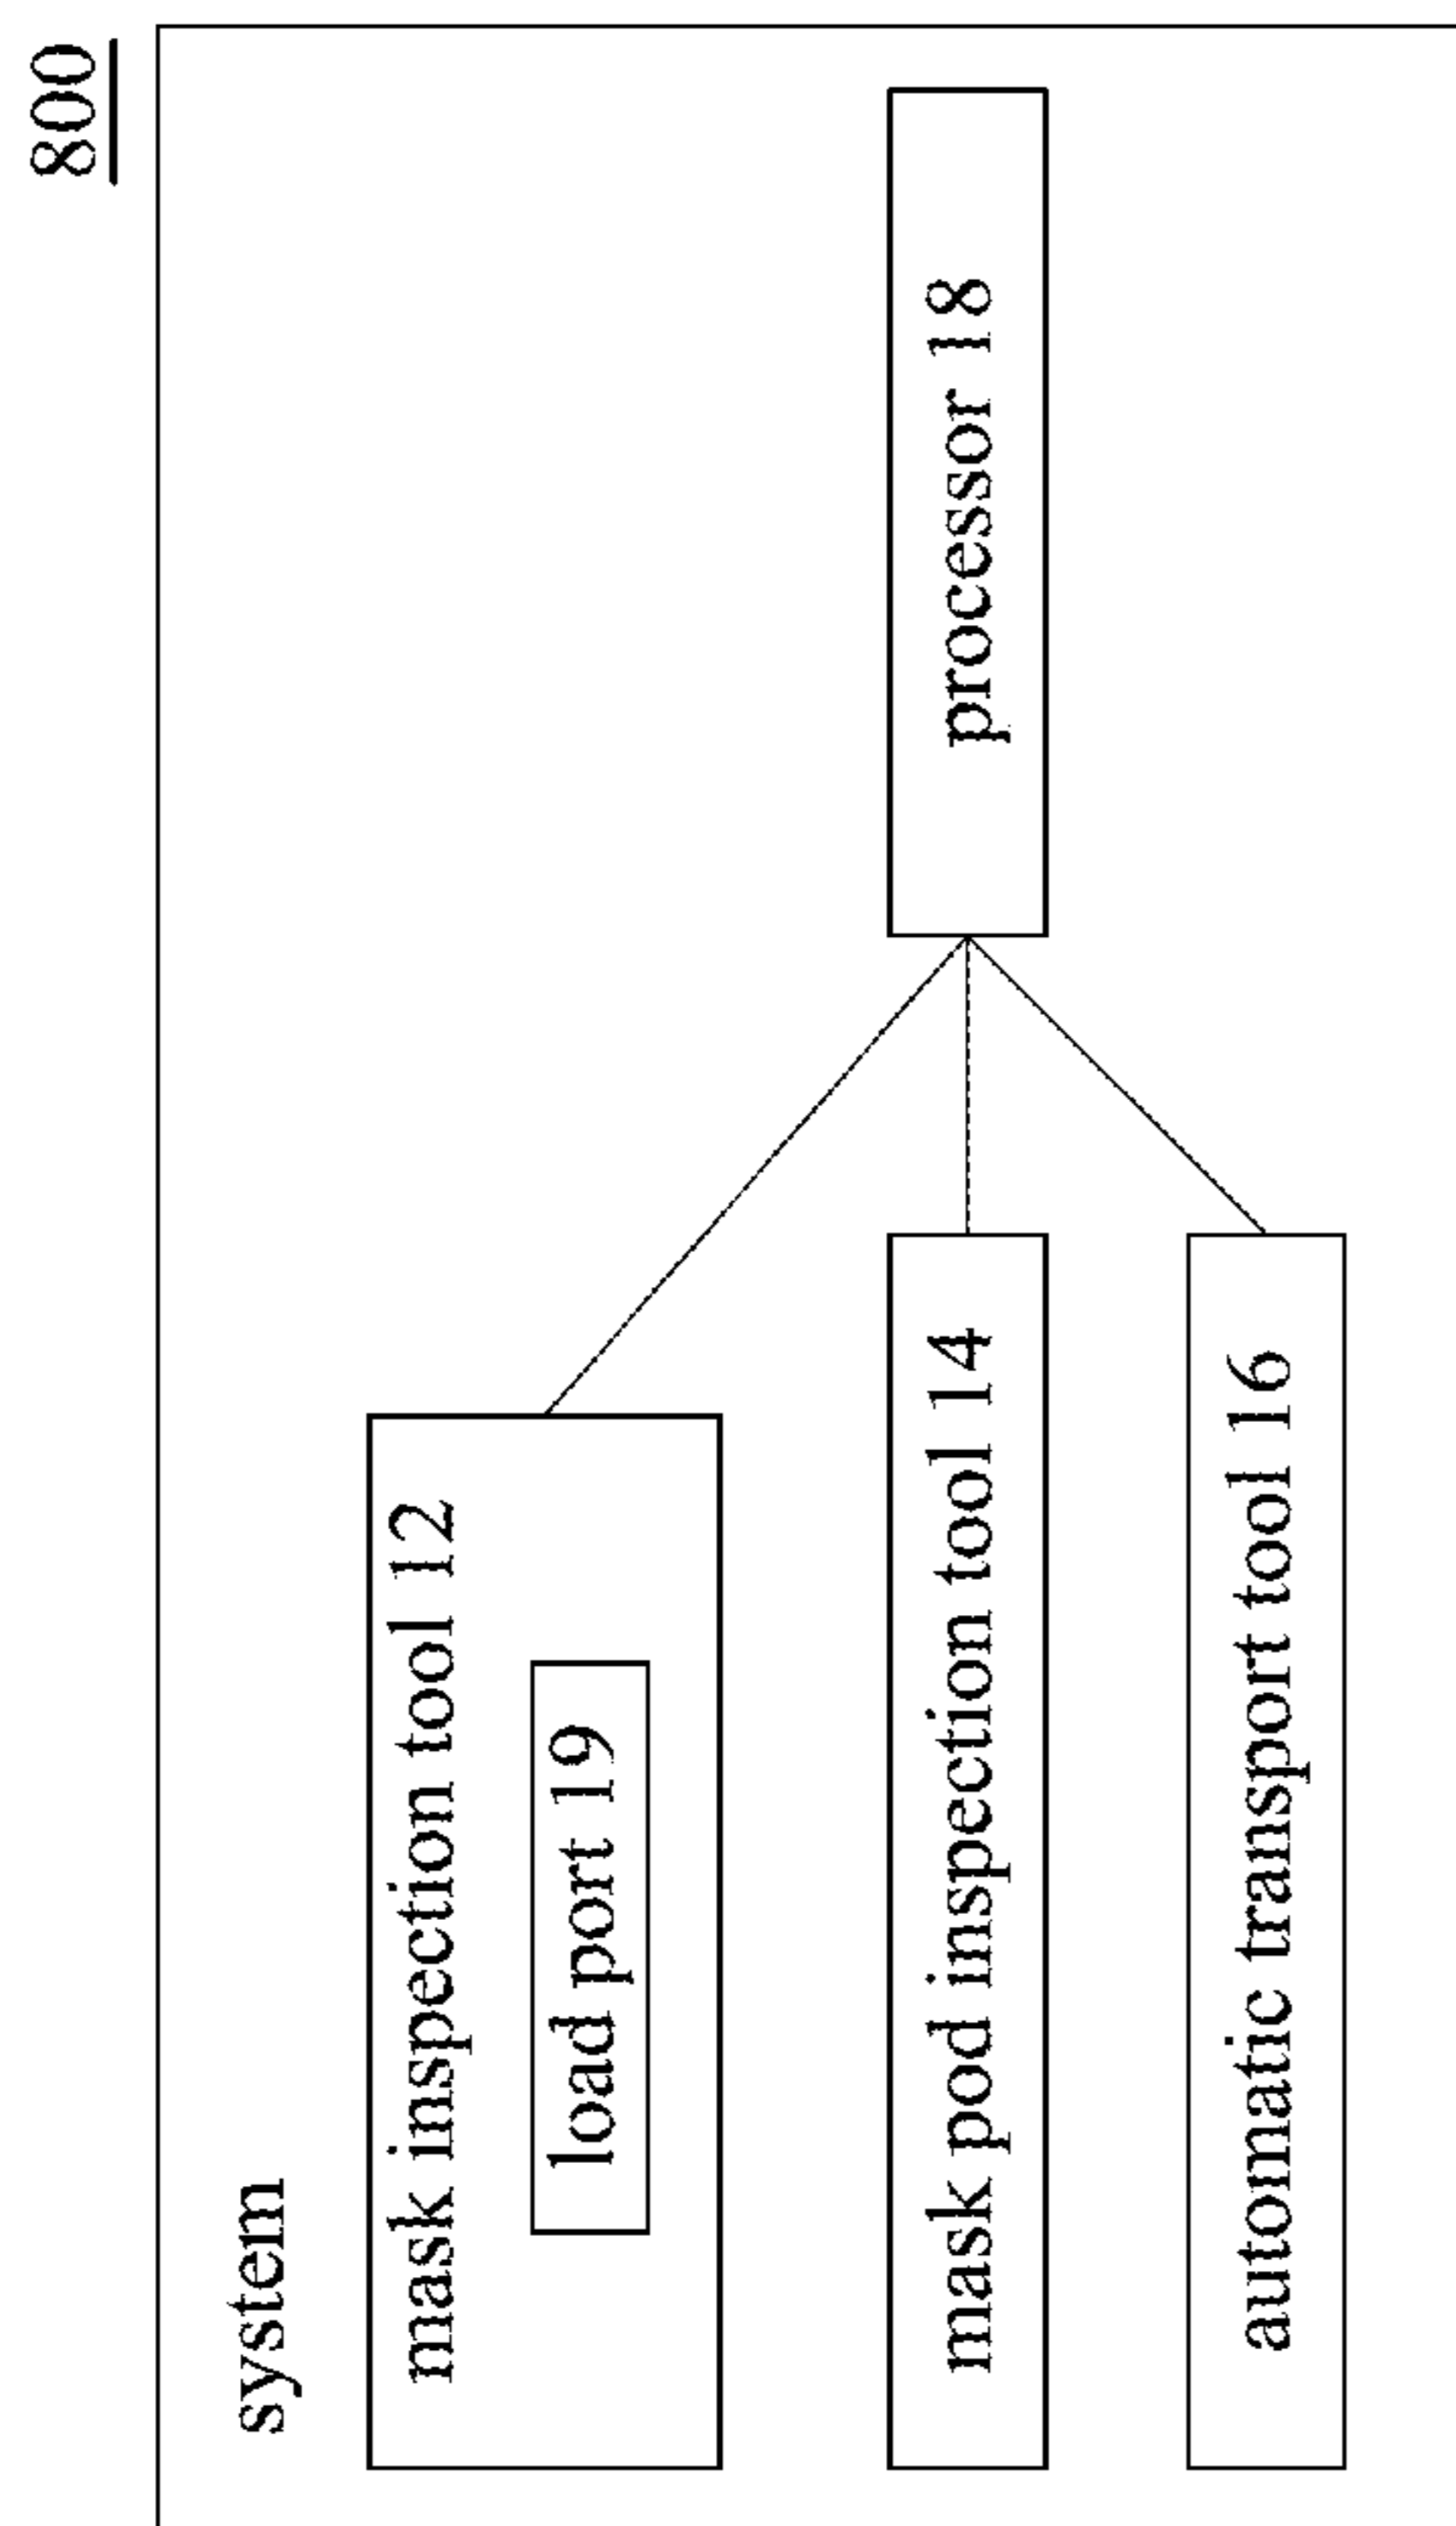 800
system
mask inspection tool 12
load port 19
mask pod inspection tool 14
automatic transport tool 16
processor 18